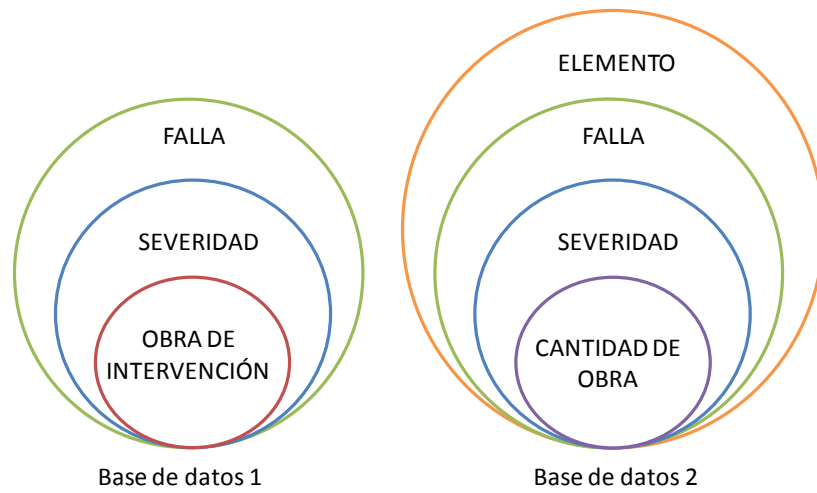 FALLA
SEVERIDAD
OBRA DE
INTERVENCIÓN
Base de datos 1
ELEMENTO
FALLA
SEVERIDAD
CANTIDAD DE
OBRA
Base de datos 2